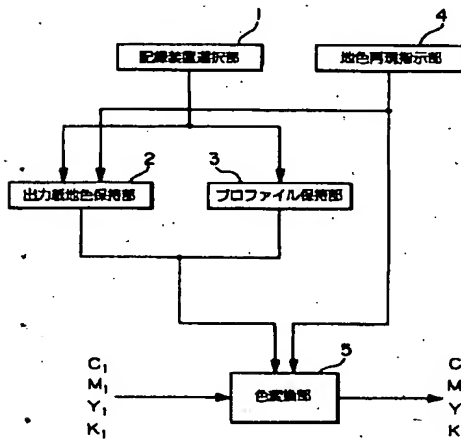 1
記録装置選択部
4
地色再現指示部
2
出力紙地色保持部
3
プロファイル保持部
5
色変換部
C₁
M₁
Y₁
K₁
C
M
Y
K